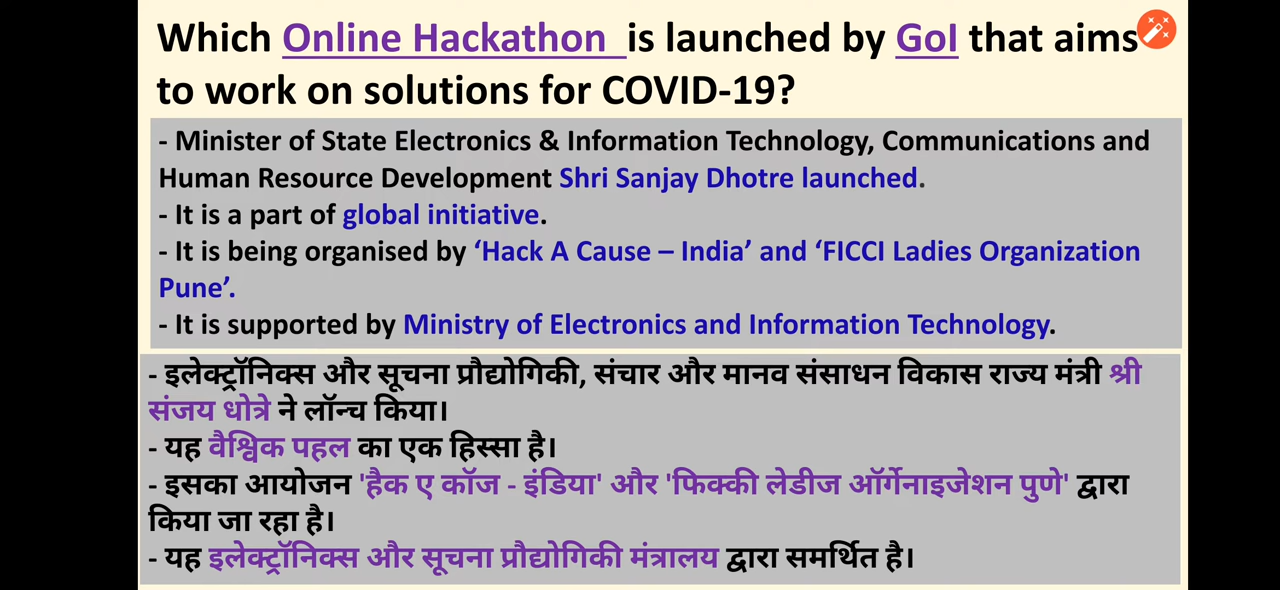 Which Online Hackathon is launched by GoI that aims
to work on solutions for COVID-19?
- Minister of State Electronics & Information Technology, Communications and
Human Resource Development Shri Sanjay Dhotre launched.
- It is a part of global initiative.
- It is being organised by ‘Hack A Cause – India’ and ‘FICCI Ladies Organization
Pune’.
- It is supported by Ministry of Electronics and Information Technology.
- इलेक्ट्रॉनिक्स और सूचना प्रौद्योगिकी, संचार और मानव संसाधन विकास राज्य मंत्री श्री
संजय धोत्रे ने लॉन्च किया।
- यह वैश्विक पहल का एक हिस्सा है।
- इसका आयोजन 'हैक ए कॉज - इंडिया' और 'फिक्की लेडीज ऑर्गेनाइजेशन पुणे' द्वारा
किया जा रहा है।
- यह इलेक्ट्रॉनिक्स और सूचना प्रौद्योगिकी मंत्रालय द्वारा समर्थित है।